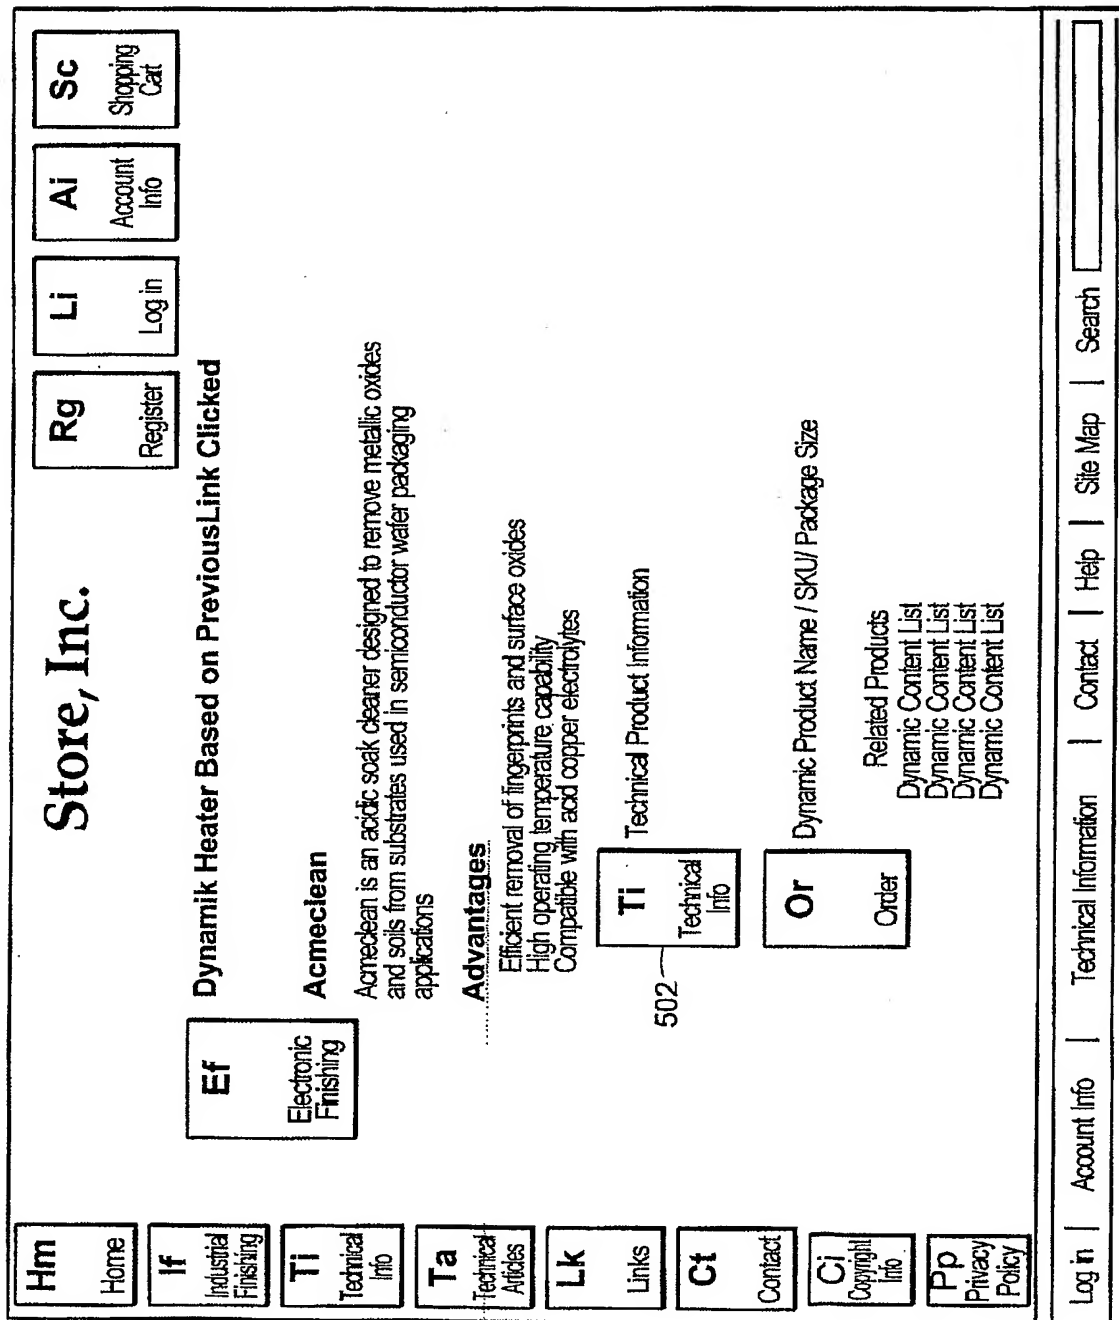 Store, Inc.
Rg
Register
Li
Log in
Ai
Account
Info
Sc
Shopping
Cart
Hm
Home
If
Industrial
Finishing
Ti
Technical
Info
Ta
Technical
Articles
Lk
Links
Ct
Contact
Ci
Copyright
Info
Pp
Privacy
Policy
Ef
Electronic
Finishing
Dynamik Heater Based on PreviousLink Clicked
Acmeclean
Acmeclean is an acidic soak cleaner designed to remove metallic oxides
and soils from substrates used in semiconductor wafer packaging
applications
Advantages
Efficient removal of fingerprints and surface oxides
High operating temperature capability
Compatible with acid copper electrolytes
502
Ti
Technical
Info
Technical Product Information
Or
Order
Dynamic Product Name / SKU/ Package Size
Related Products
Dynamic Content List
Dynamic Content List
Dynamic Content List
Dynamic Content List
Log in | Account Info | Technical Information | Contact | Help | Site Map | Search